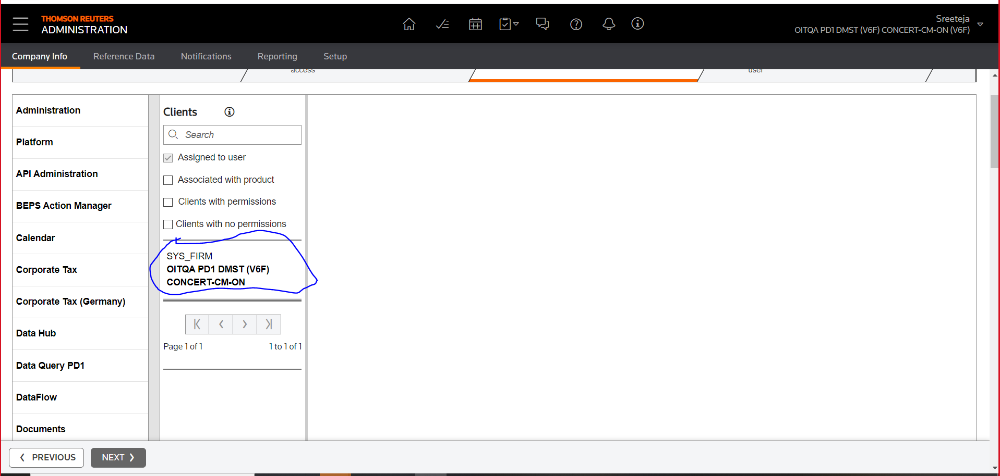 THOMSON REUTERS
ADMINISTRATION
Sreeteja
OITQA PD1 DMST (V6F) CONCERT-CM-ON (V6F)
Company Info
Reference Data
Notifications
Reporting
Setup
access
user
Administration
Platform
API Administration
BEPS Action Manager
Calendar
Corporate Tax
Corporate Tax (Germany)
Data Hub
Data Query PD1
DataFlow
Documents
Clients
Search
Assigned to user
Associated with product
Clients with permissions
Clients with no permissions
SYS_FIRM
OITQA PD1 DMST (V6F)
CONCERT-CM-ON
Page 1 of 1
1 to 1 of 1
PREVIOUS
NEXT